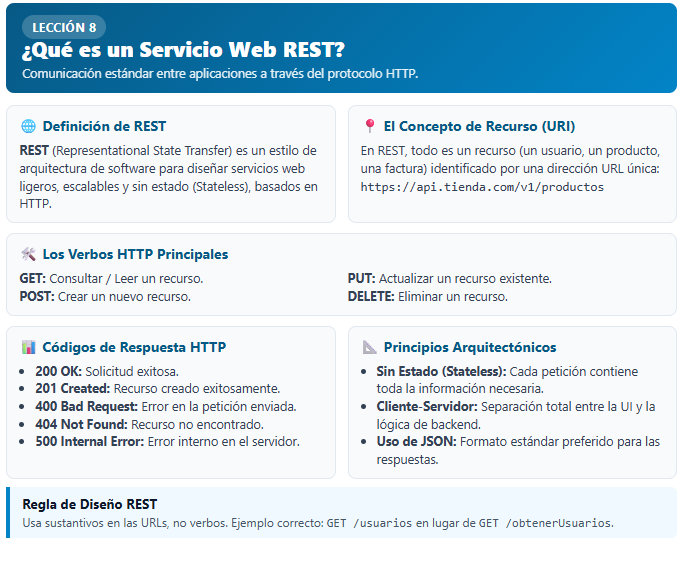 LECCIÓN 8
¿Qué es un Servicio Web REST?
Comunicación estándar entre aplicaciones a través del protocolo HTTP.
Definición de REST
REST (Representational State Transfer) es un estilo de
arquitectura de software para diseñar servicios web
ligeros, escalables y sin estado (Stateless), basados en
HTTP.
El Concepto de Recurso (URI)
En REST, todo es un recurso (un usuario, un producto,
una factura) identificado por una dirección URL única:
https://api.tienda.com/v1/productos
Los Verbos HTTP Principales
GET: Consultar / Leer un recurso.
POST: Crear un nuevo recurso.
PUT: Actualizar un recurso existente.
DELETE: Eliminar un recurso.
Códigos de Respuesta HTTP
• 200 OK: Solicitud exitosa.
• 201 Created: Recurso creado exitosamente.
• 400 Bad Request: Error en la petición enviada.
• 404 Not Found: Recurso no encontrado.
• 500 Internal Error: Error interno en el servidor.
Principios Arquitectónicos
• Sin Estado (Stateless): Cada petición contiene
toda la información necesaria.
• Cliente-Servidor: Separación total entre la UI y la
lógica de backend.
• Uso de JSON: Formato estándar preferido para las
respuestas.
Regla de Diseño REST
Usa sustantivos en las URLs, no verbos. Ejemplo correcto: GET /usuarios en lugar de GET /obtenerUsuarios.